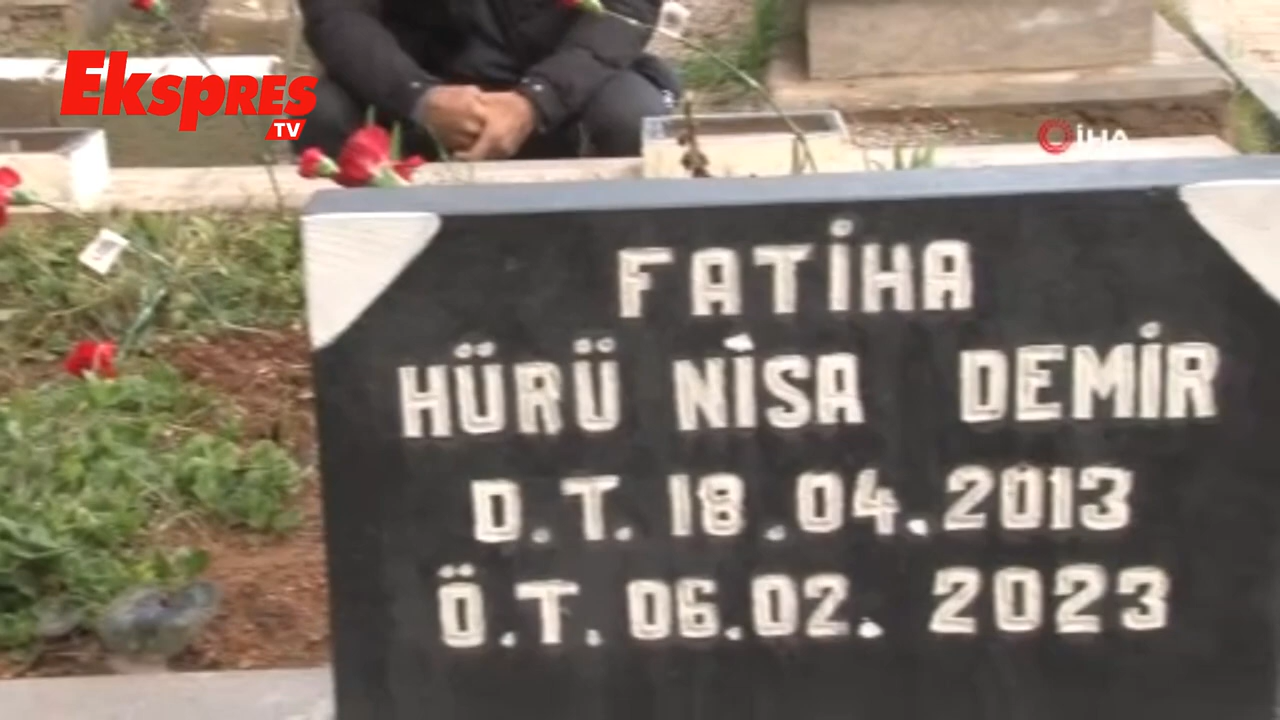 Ekspres
TV
İHA
FATİHA
HÜRÜ NİSA DEMİR
D.T. 18.04.2013
Ö.T. 06.02. 2023